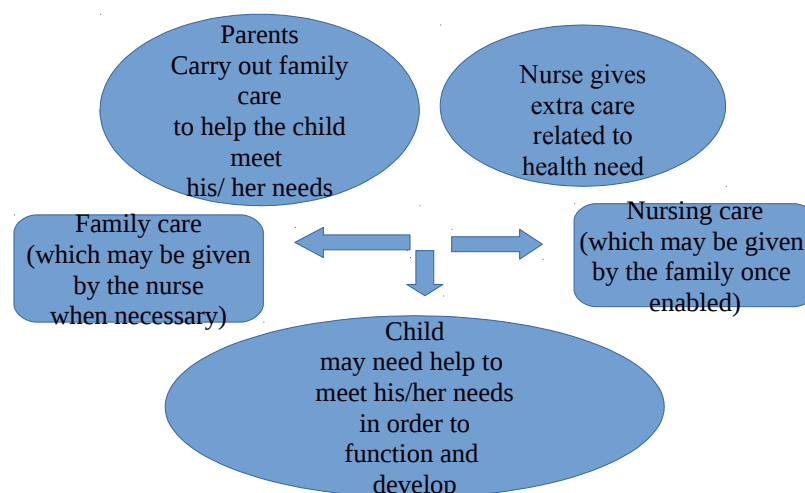 Parents
Carry out family
care
to help the child
meet
his/ her needs
Nurse gives
extra care
related to
health need
Family care
(which may be given
by the nurse
when necessary)
Nursing care
(which may be given
by the family once
enabled)
Child
may need help to
meet his/her needs
in order to
function and
develop